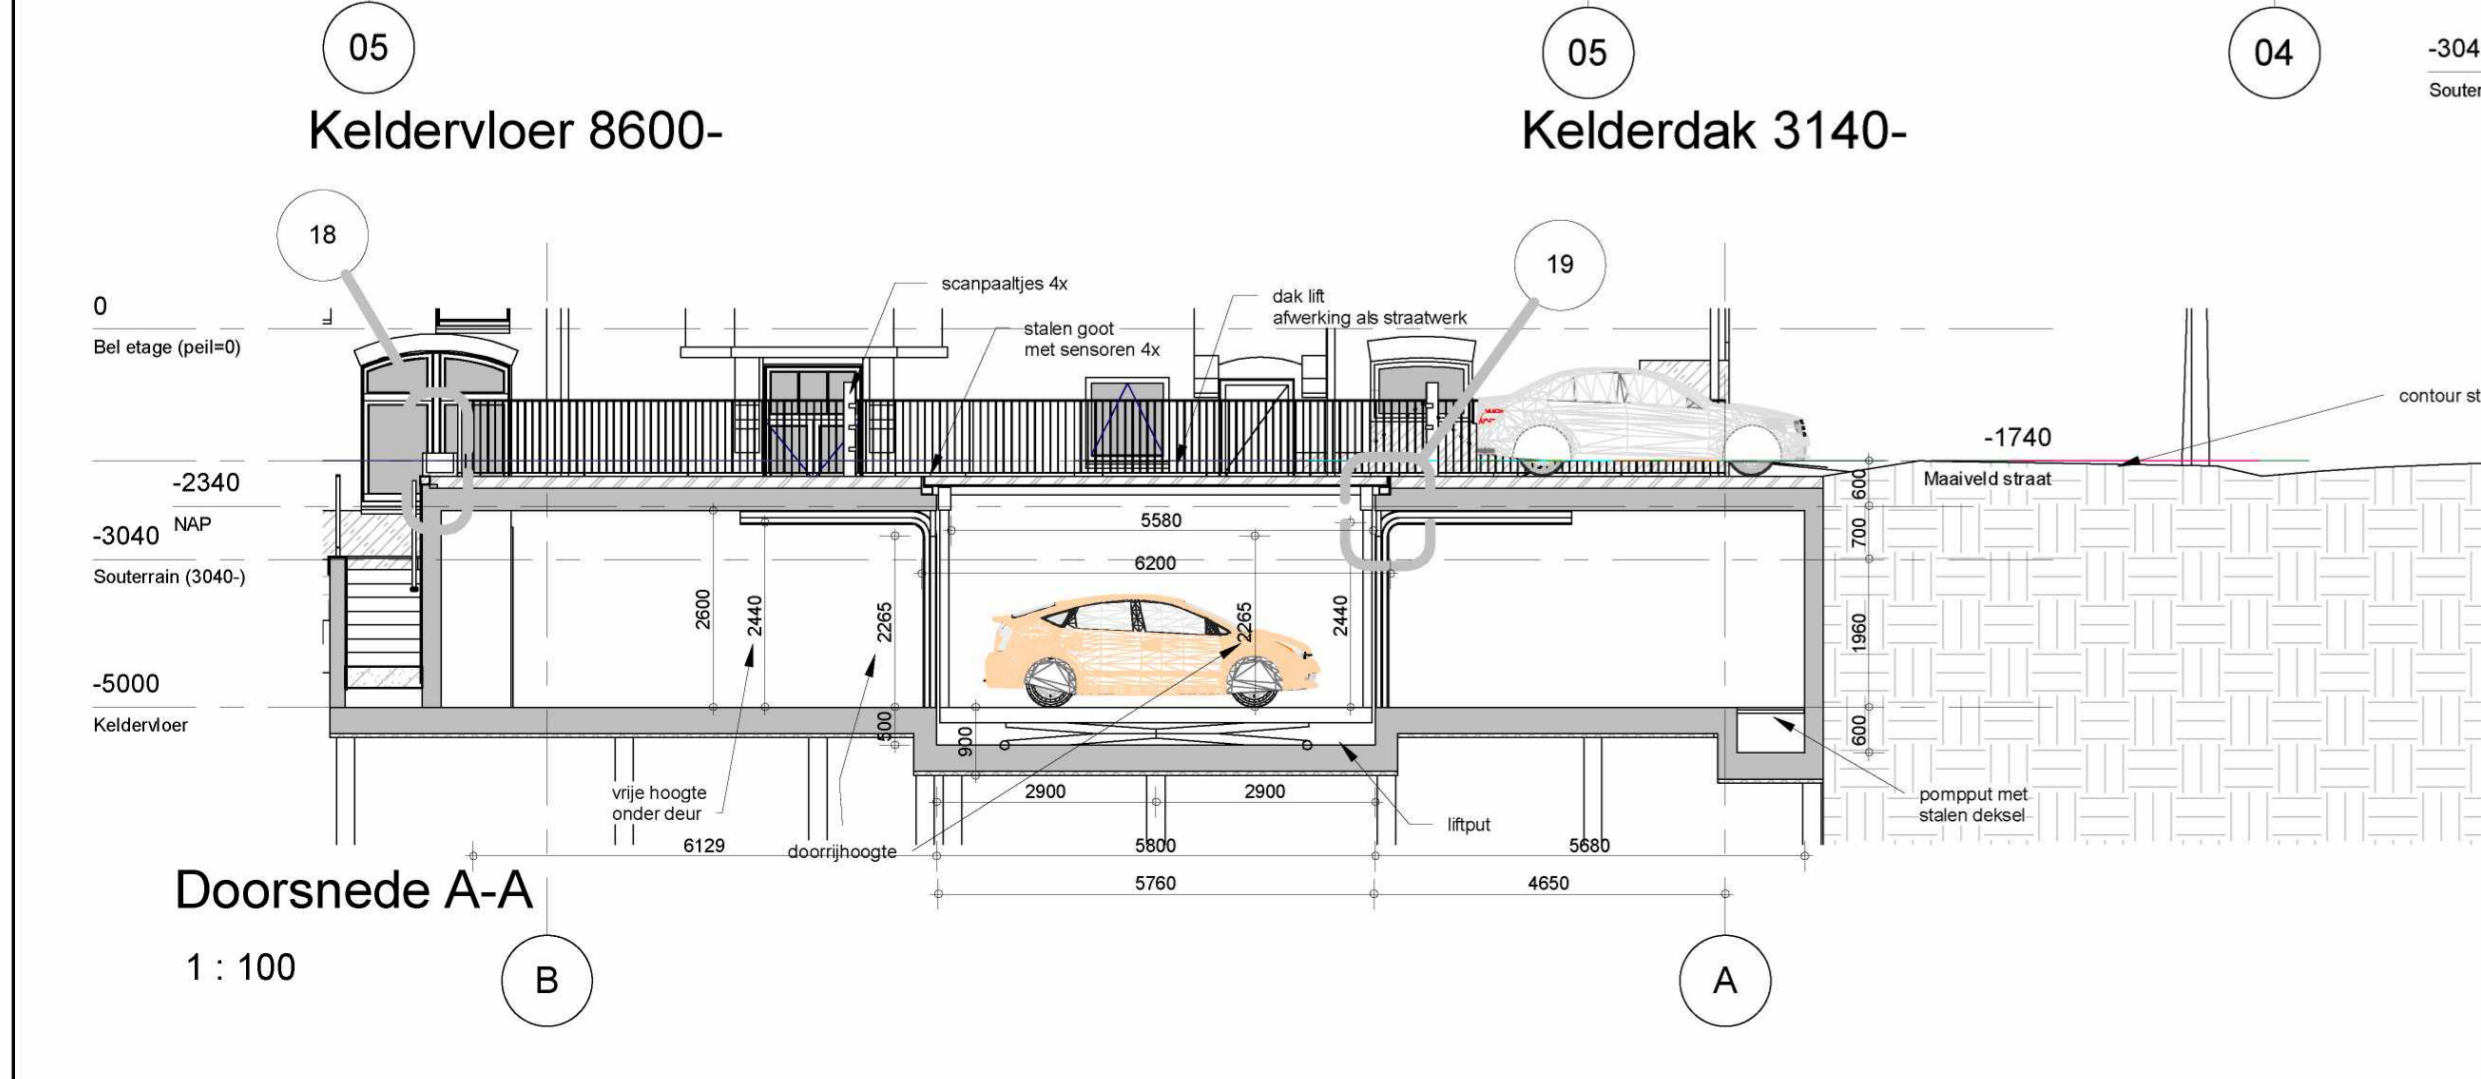 05
05
04
-304
Souter
Keldervloer 8600-
Kelderdak 3140-
18
19
scanpaaltjes 4x
dak lift
afwerking als straatwerk
stalen goot
met sensoren 4x
0
Bel etage (peil=0)
contour st
-1740
Maaiveld straat
-2340
NAP
-3040
Souterrain (3040-)
-5000
Keldervloer
600
700
1960
600
5580
6200
2600
2440
2265
2265
2440
500
900
2900
2900
vrije hoogte
onder deur
doorrijhoogte
liftput
pompput met
stalen deksel
6129
5800
5680
5760
4650
Doorsnede A-A
1 : 100
B
A